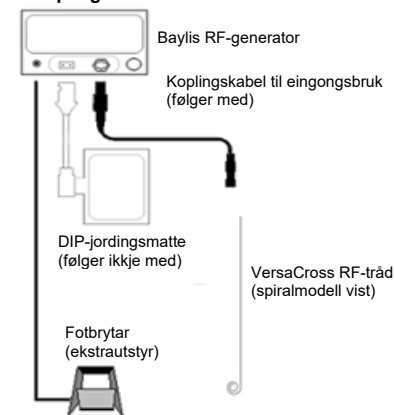 Baylis RF-generator
Koplingskabel til eingongsbruk
(følger med)
DIP-jordingsmatte
(følger ikkje med)
VersaCross RF-tråd
(spiralmodell vist)
Fotbrytar
(ekstrautstyr)